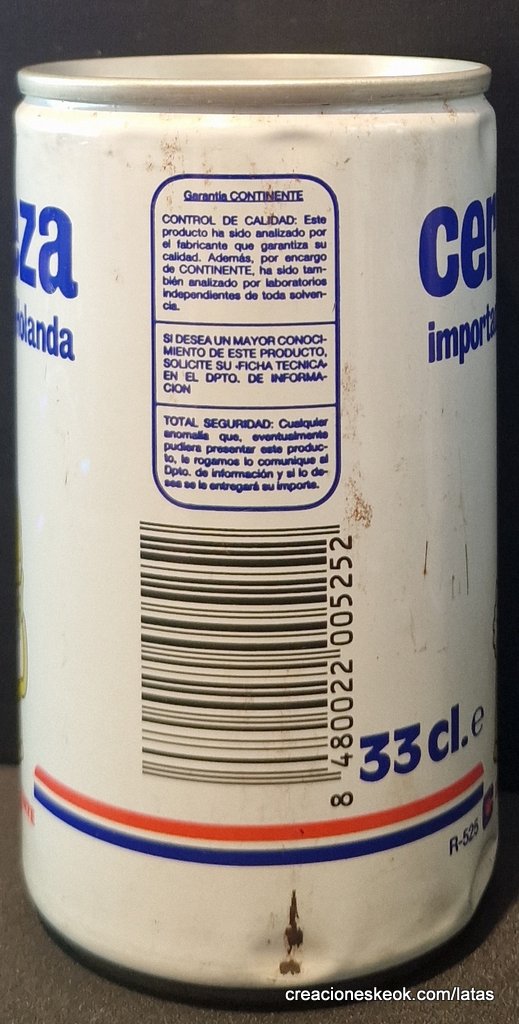 Garantía CONTINENTE
CONTROL DE CALIDAD: Este
producto ha sido analizado por
el fabricante que garantiza su
calidad. Además, por encargo
de CONTINENTE, ha sido tam-
bién analizado por laboratorios
independientes de toda solven-
cia.
SI DESEA UN MAYOR CONOCI-
MIENTO DE ESTE PRODUCTO,
SOLICITE SU «FICHA TECNICA»
EN EL DPTO. DE INFORMA-
CION
TOTAL SEGURIDAD: Cualquier
anomalía que, eventualmente
pudiera presentar este produc-
to, le rogamos lo comunique al
Dpto. de información y si lo de-
sea se le entregará su importe.
za
olanda
cer
importa
8 480022 005252
33 cl. e
R-525
creacioneskeok.com/latas